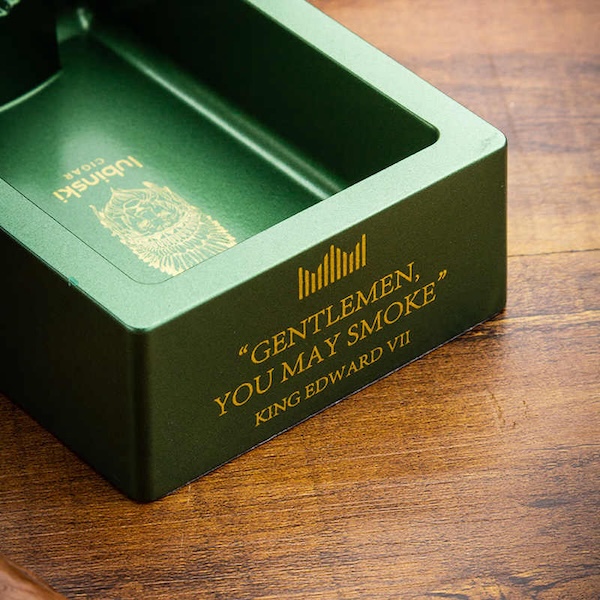 lubinski
CIGAR
“GENTLEMEN,
YOU MAY SMOKE”
KING EDWARD VII